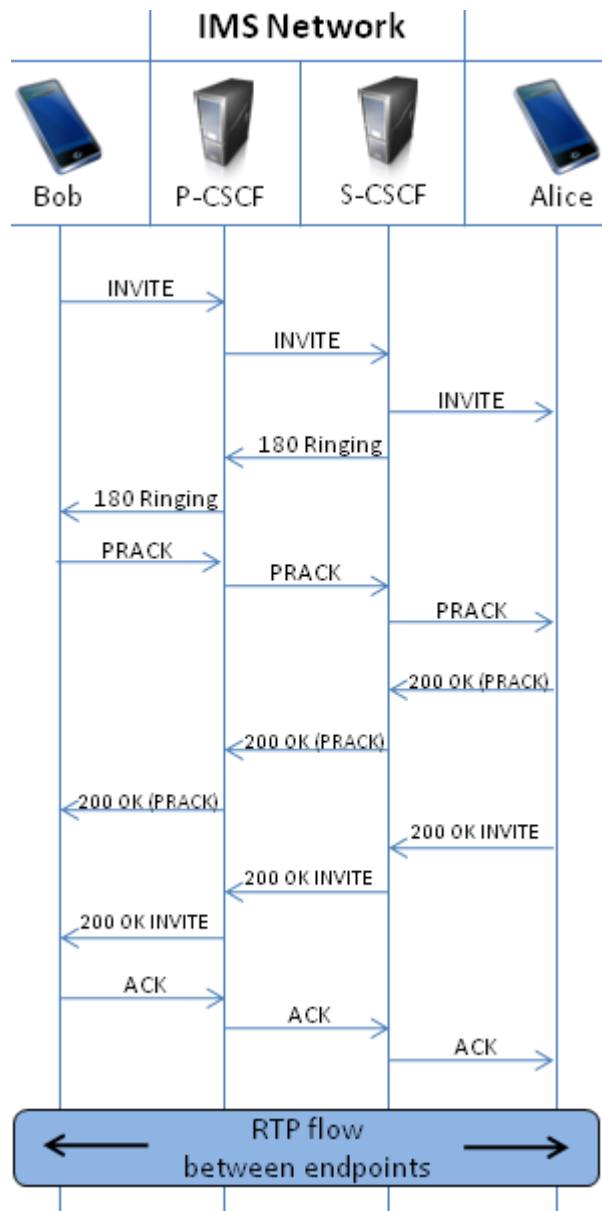 IMS Network
Bob
P-CSCF
S-CSCF
Alice
INVITE
INVITE
INVITE
180 Ringing
180 Ringing
PRACK
PRACK
PRACK
200 OK (PRACK)
200 OK (PRACK)
200 OK (PRACK)
200 OK INVITE
200 OK INVITE
200 OK INVITE
ACK
ACK
ACK
RTP flow
between endpoints